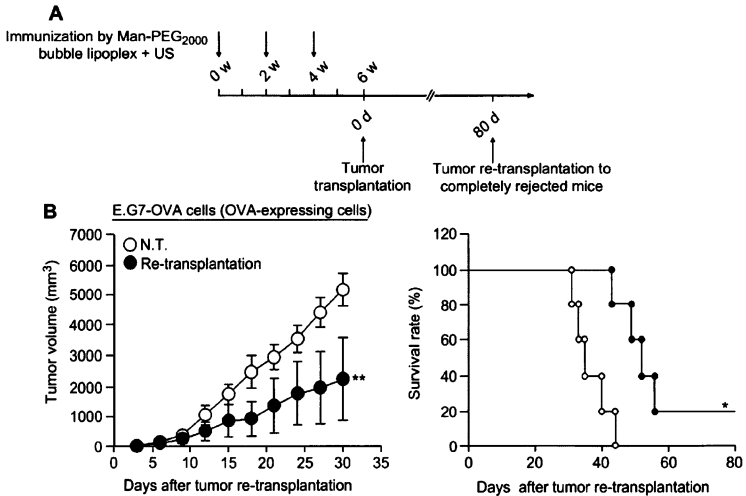 A
Immunization by Man-PEG2000
bubble lipoplex + US
0 w
2 w
4 w
6 w
0 d
80 d
Tumor
transplantation
Tumor re-transplantation to
completely rejected mice
B
E.G7-OVA cells (OVA-expressing cells)
N.T.
Re-transplantation
Tumor volume (mm3)
7000
6000
5000
4000
3000
2000
1000
0
**
0 5 10 15 20 25 30 35
Days after tumor re-transplantation
Survival rate (%)
120
100
80
60
40
20
0
*
0 20 40 60 80
Days after tumor re-transplantation